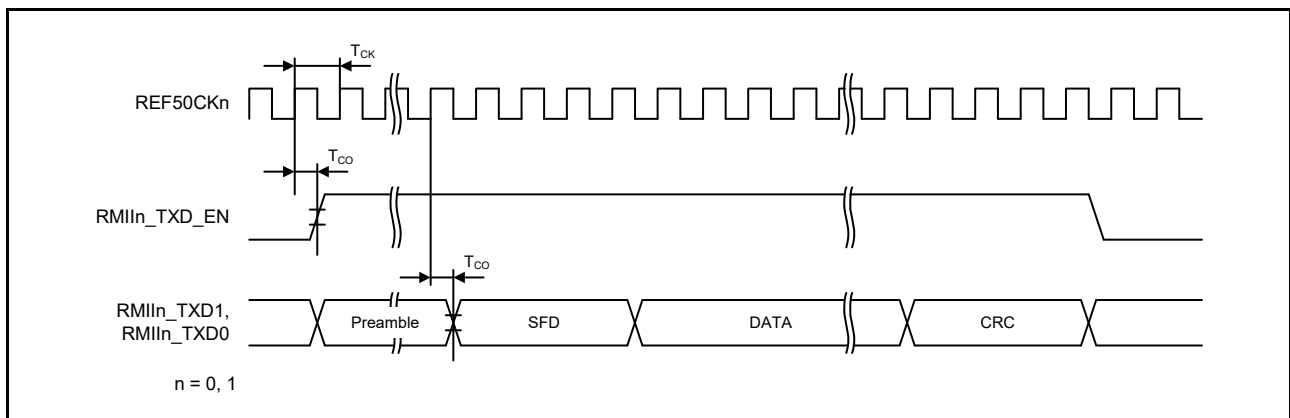 TCK
REF50CKn
TCO
RMIIn_TXD_EN
TCO
RMIIn_TXD1,
RMIIn_TXD0
Preamble
SFD
DATA
CRC
n = 0, 1